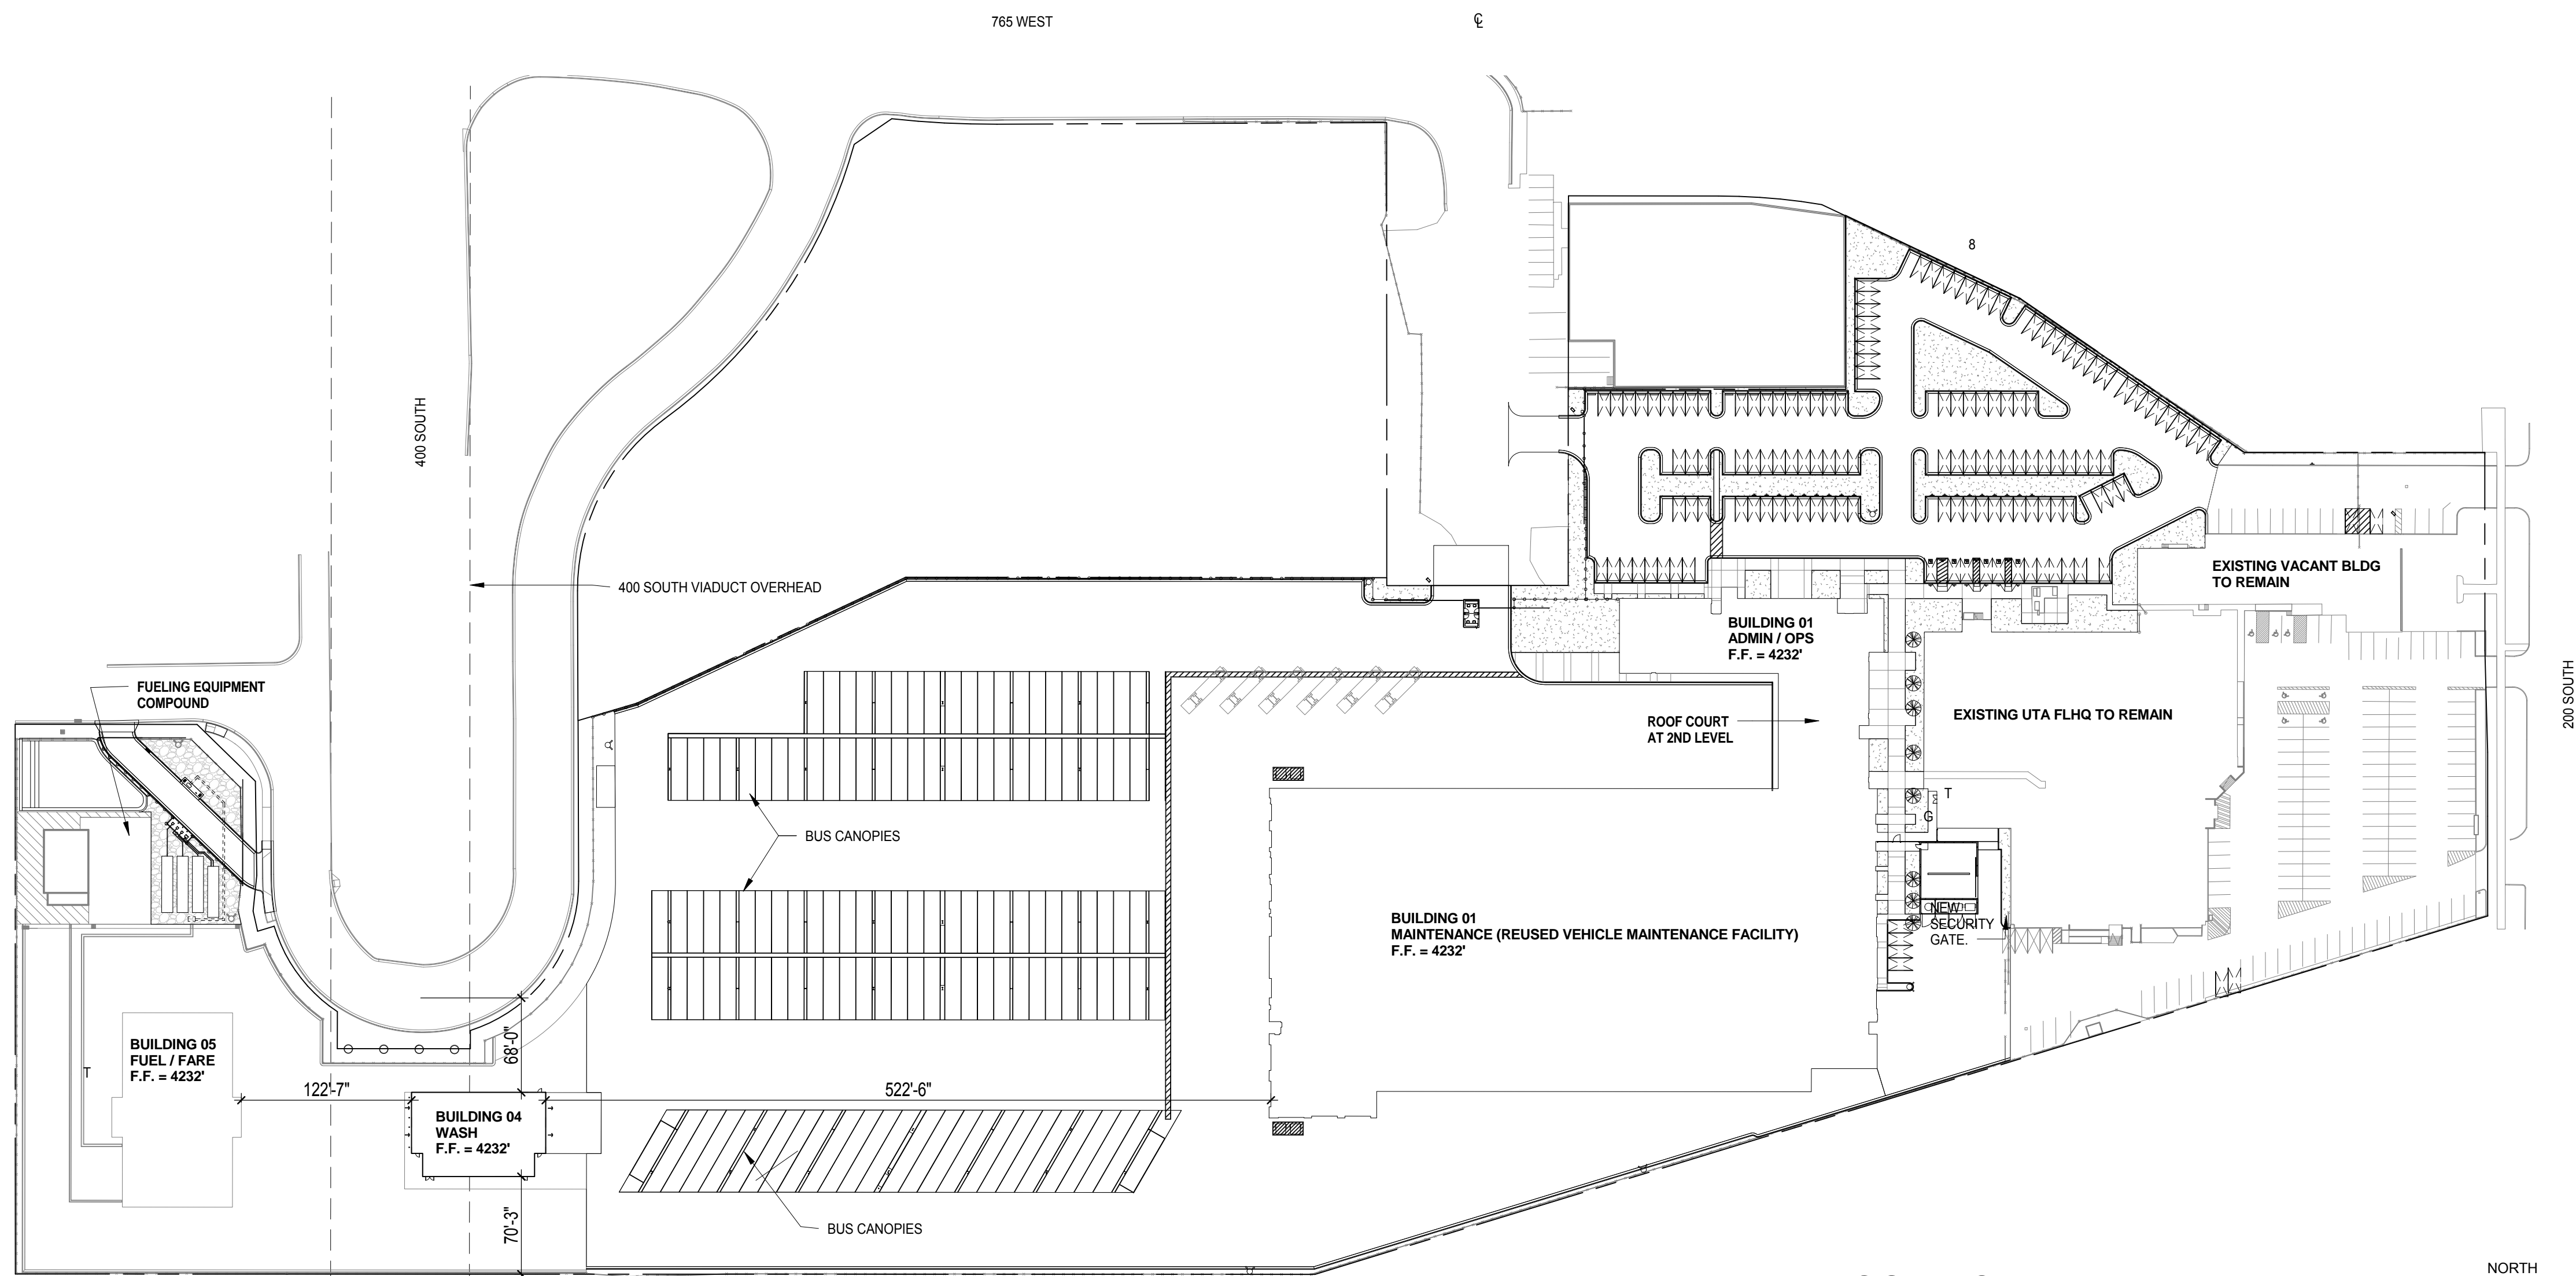 765 WEST
℄
8
400 SOUTH
400 SOUTH VIADUCT OVERHEAD
EXISTING VACANT BLDG
TO REMAIN
BUILDING 01
ADMIN / OPS
F.F. = 4232'
FUELING EQUIPMENT
COMPOUND
200 SOUTH
EXISTING UTA FLHQ TO REMAIN
ROOF COURT
AT 2ND LEVEL
T
G
BUS CANOPIES
BUILDING 01
MAINTENANCE (REUSED VEHICLE MAINTENANCE FACILITY)
F.F. = 4232'
NEW
SECURITY
GATE.
BUILDING 05
FUEL / FARE
F.F. = 4232'
T
68'-0"
122'-7"
522'-6"
BUILDING 04
WASH
F.F. = 4232'
70'-3"
BUS CANOPIES
NORTH